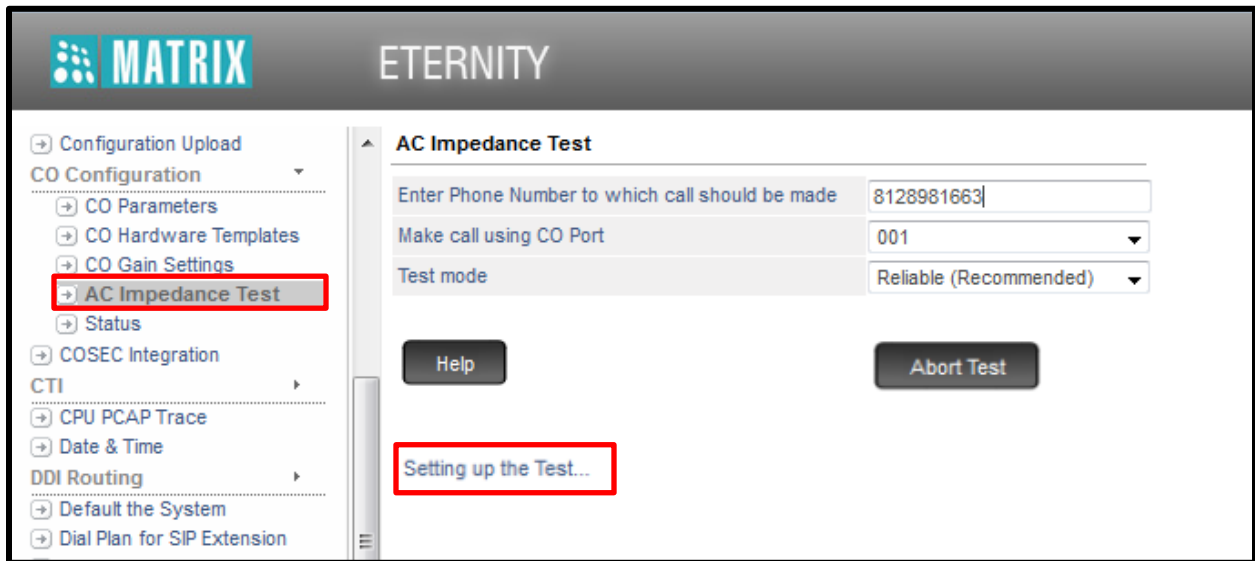 MATRIX
ETERNITY
Configuration Upload
CO Configuration
CO Parameters
CO Hardware Templates
CO Gain Settings
AC Impedance Test
Status
COSEC Integration
CTI
CPU PCAP Trace
Date & Time
DDI Routing
Default the System
Dial Plan for SIP Extension
AC Impedance Test
Enter Phone Number to which call should be made 8128981663
Make call using CO Port 001
Test mode Reliable (Recommended)
Help Abort Test
Setting up the Test...